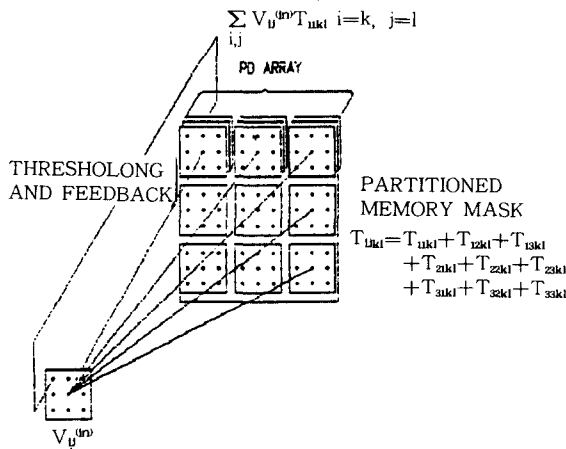 ∑ V_ij^(in) T_11kl i=k, j=l
i,j
PD ARRAY
THRESHOLONG
AND FEEDBACK
PARTITIONED
MEMORY MASK
T_ijkl=T_11kl+T_12kl+T_13kl
+T_21kl+T_22kl+T_23kl
+T_31kl+T_32kl+T_33kl
V_ij^(in)